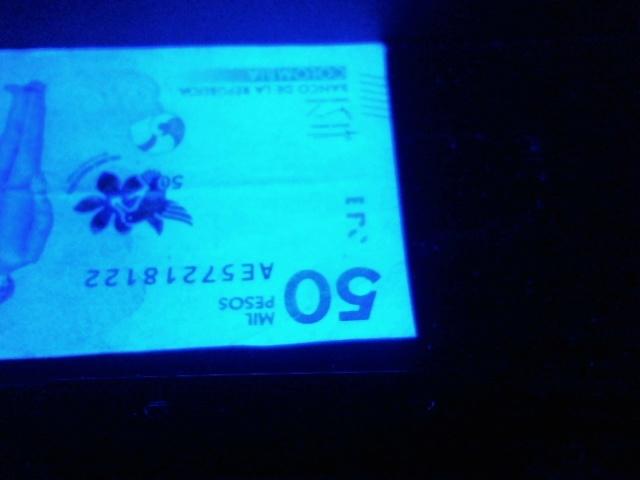 50 MIL
PESOS
AE57218122
50
BANCO DE LA REPÚBLICA
COLOMBIA